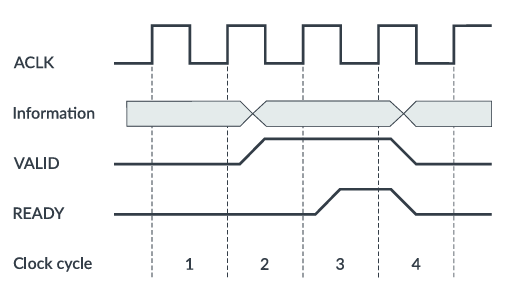 ACLK
Information
VALID
READY
Clock cycle 1 2 3 4